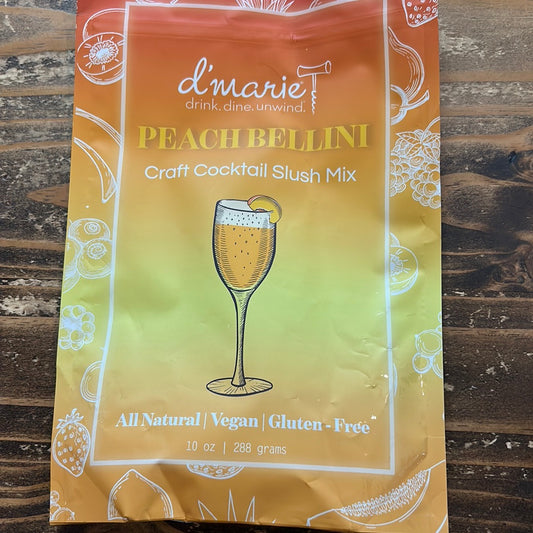 d'marie
drink. dine. unwind.
PEACH BELLINI
Craft Cocktail Slush Mix
All Natural | Vegan | Gluten - Free
10 oz | 288 grams